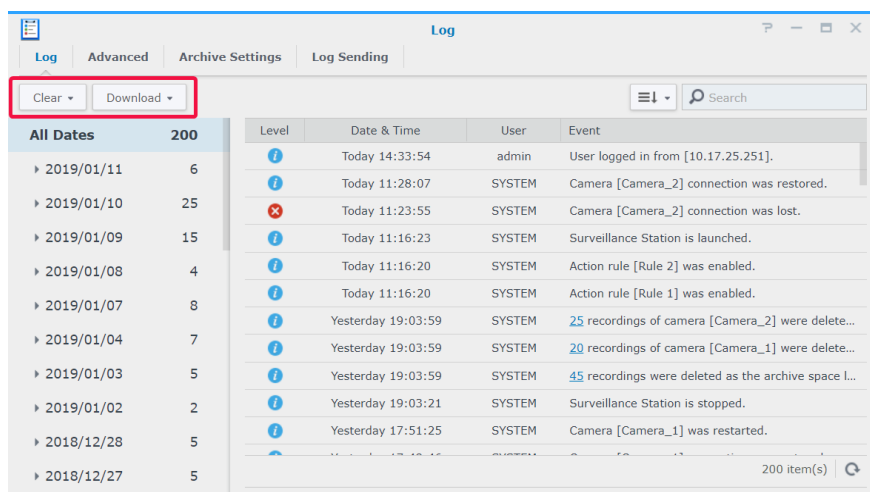 Log
Log Advanced Archive Settings Log Sending
Clear Download Search
All Dates 200
2019/01/11 6
2019/01/10 25
2019/01/09 15
2019/01/08 4
2019/01/07 8
2019/01/04 7
2019/01/03 5
2019/01/02 2
2018/12/28 5
2018/12/27 5
Level Date & Time User Event
Today 14:33:54 admin User logged in from [10.17.25.251].
Today 11:28:07 SYSTEM Camera [Camera_2] connection was restored.
Today 11:23:55 SYSTEM Camera [Camera_2] connection was lost.
Today 11:16:23 SYSTEM Surveillance Station is launched.
Today 11:16:20 SYSTEM Action rule [Rule 2] was enabled.
Today 11:16:20 SYSTEM Action rule [Rule 1] was enabled.
Yesterday 19:03:59 SYSTEM 25 recordings of camera [Camera_2] were delete...
Yesterday 19:03:59 SYSTEM 20 recordings of camera [Camera_1] were delete...
Yesterday 19:03:59 SYSTEM 45 recordings were deleted as the archive space l...
Yesterday 19:03:21 SYSTEM Surveillance Station is stopped.
Yesterday 17:51:25 SYSTEM Camera [Camera_1] was restarted.
200 item(s)